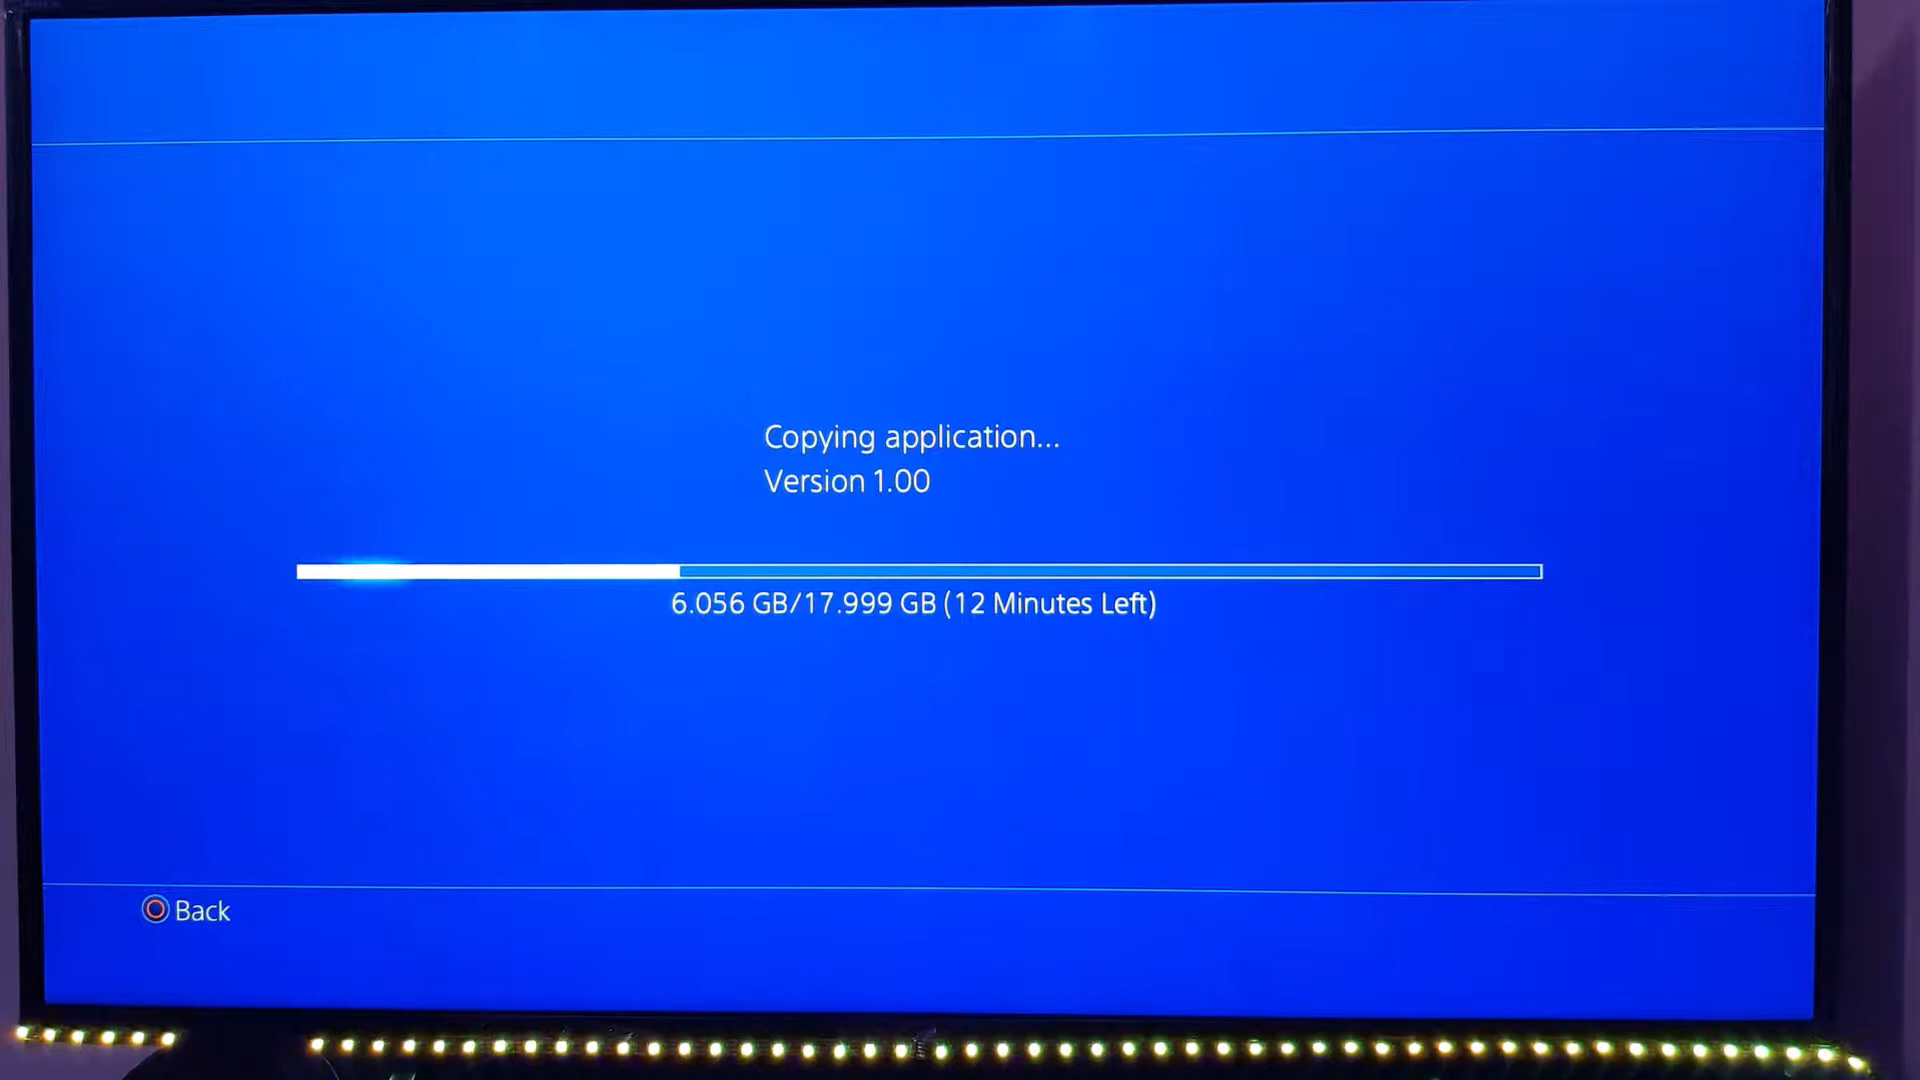 Copying application...
Version 1.00
6.056 GB/17.999 GB (12 Minutes Left)
Back